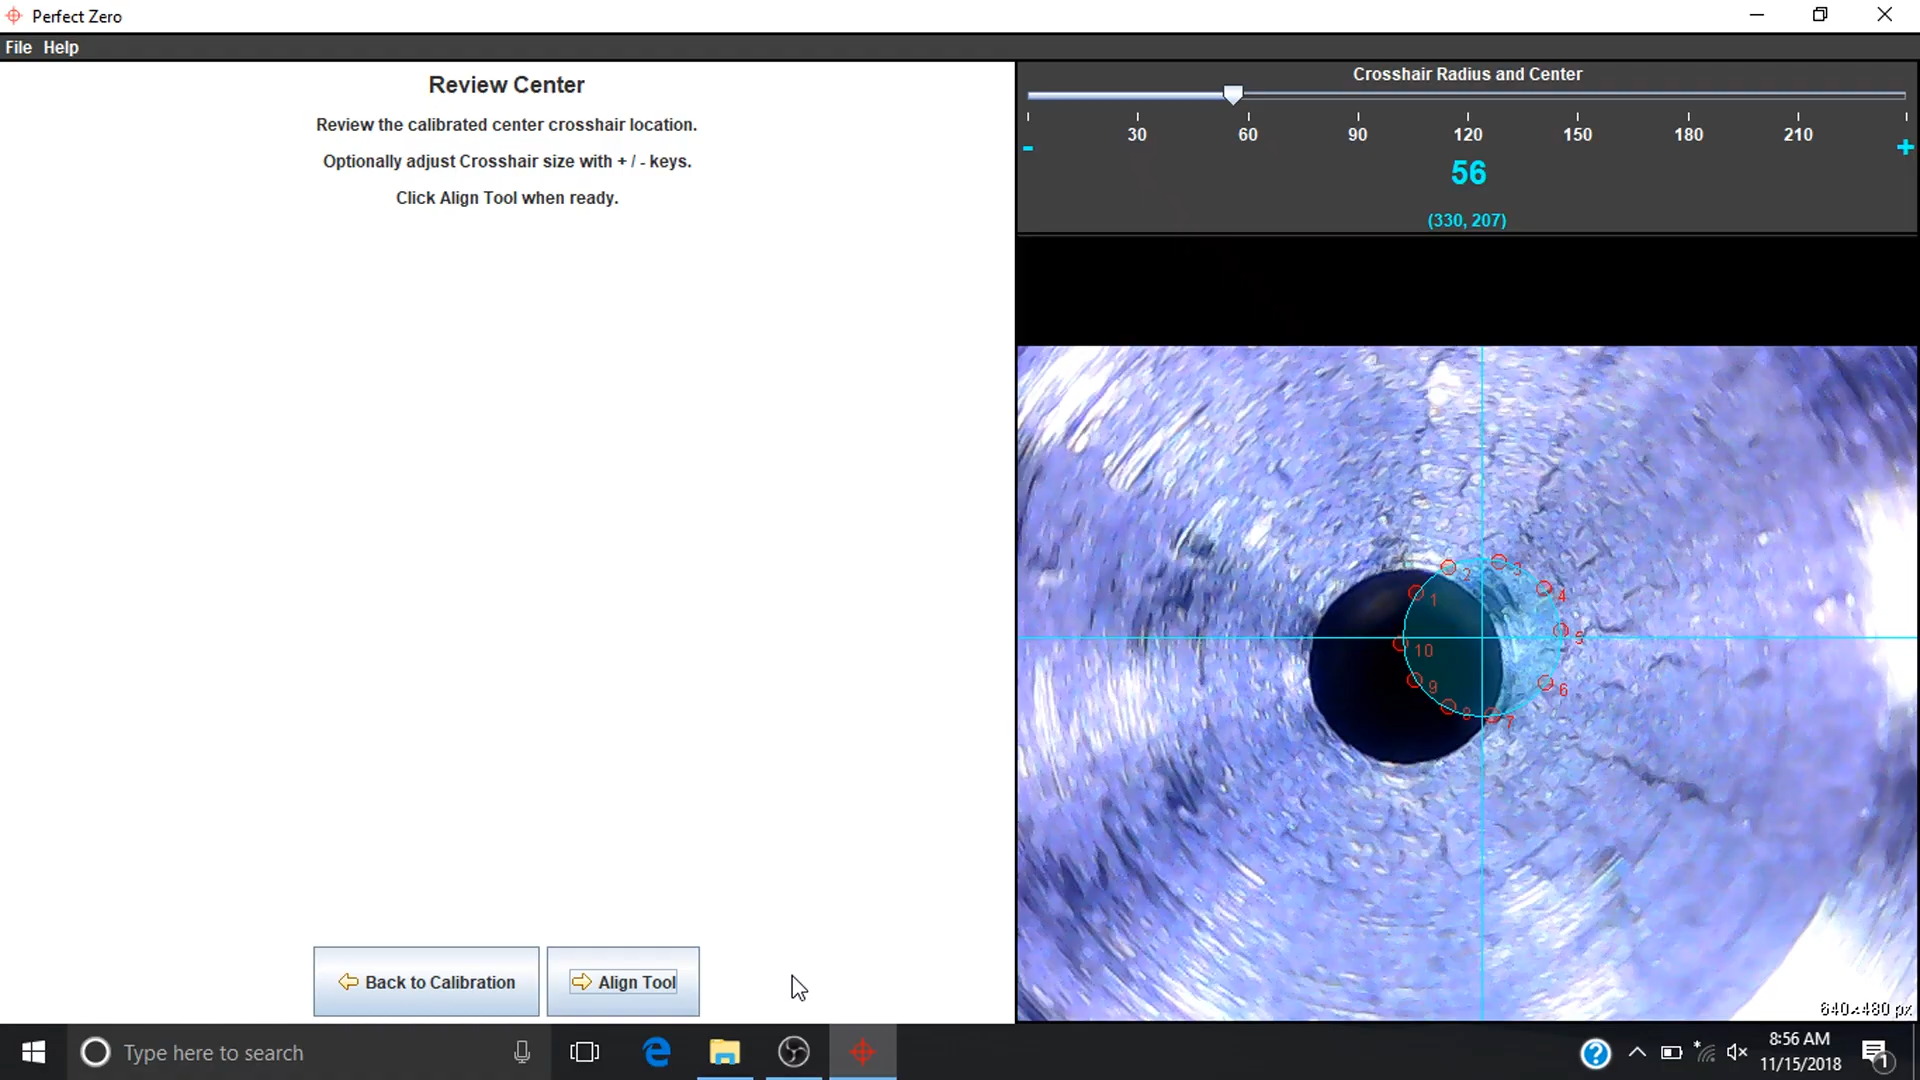 Perfect Zero
File Help
Review Center
Review the calibrated center crosshair location.
Optionally adjust Crosshair size with + / - keys.
Click Align Tool when ready.
Back to Calibration
Align Tool
Crosshair Radius and Center
30 60 90 120 150 180 210
- +
56
(330, 207)
1
2
3
4
5
6
7
8
9
10
640x480 px
Type here to search
8:56 AM
11/15/2018
1